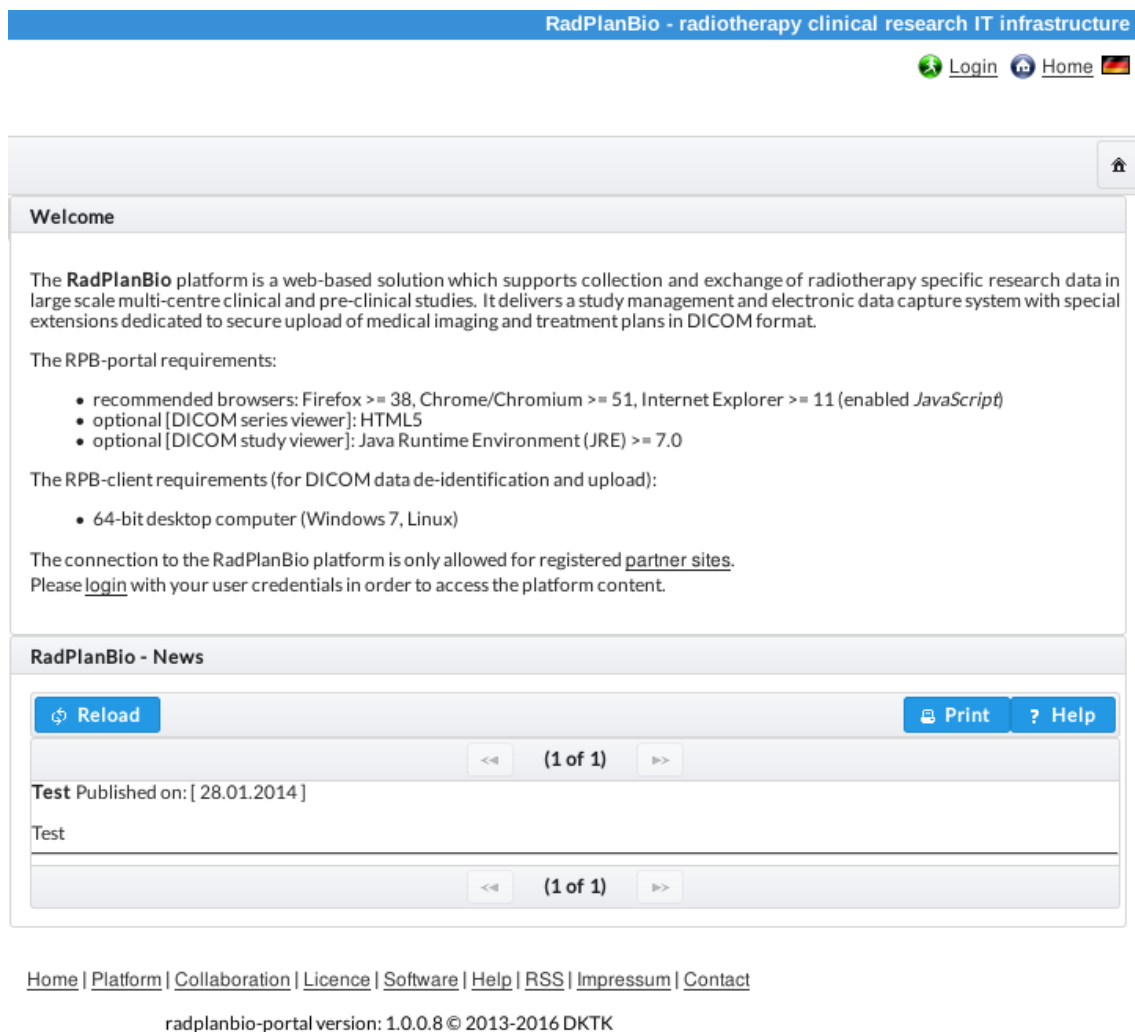 RadPlanBio - radiotherapy clinical research IT infrastructure
Login Home
Welcome
The RadPlanBio platform is a web-based solution which supports collection and exchange of radiotherapy specific research data in
large scale multi-centre clinical and pre-clinical studies. It delivers a study management and electronic data capture system with special
extensions dedicated to secure upload of medical imaging and treatment plans in DICOM format.
The RPB-portal requirements:
• recommended browsers: Firefox >= 38, Chrome/Chromium >= 51, Internet Explorer >= 11 (enabled JavaScript)
• optional [DICOM series viewer]: HTML5
• optional [DICOM study viewer]: Java Runtime Environment (JRE) >= 7.0
The RPB-client requirements (for DICOM data de-identification and upload):
• 64-bit desktop computer (Windows 7, Linux)
The connection to the RadPlanBio platform is only allowed for registered partner sites.
Please login with your user credentials in order to access the platform content.
RadPlanBio - News
Reload Print ? Help
(1 of 1)
Test Published on: [ 28.01.2014 ]
Test
(1 of 1)
Home | Platform | Collaboration | Licence | Software | Help | RSS | Impressum | Contact
radplanbio-portal version: 1.0.0.8 © 2013-2016 DKTK